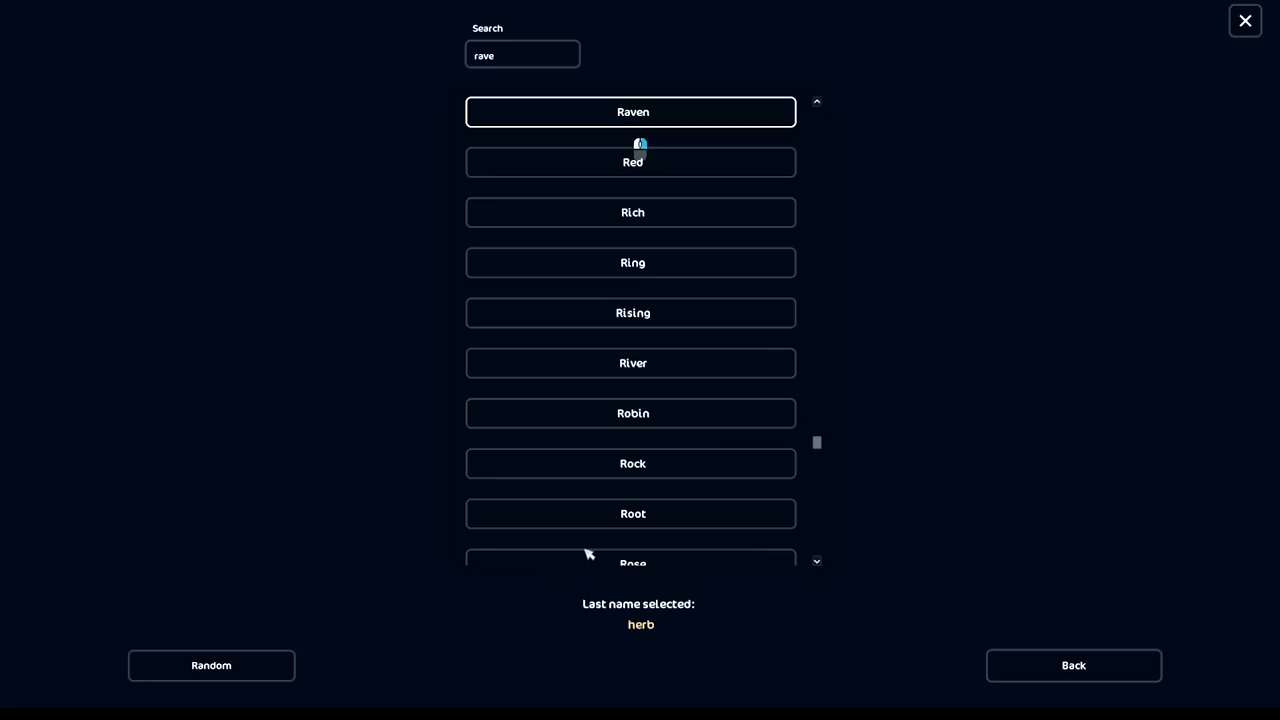 Search
rave
Raven
Red
Rich
Ring
Rising
River
Robin
Rock
Root
Rose
Last name selected:
herb
Random
Back